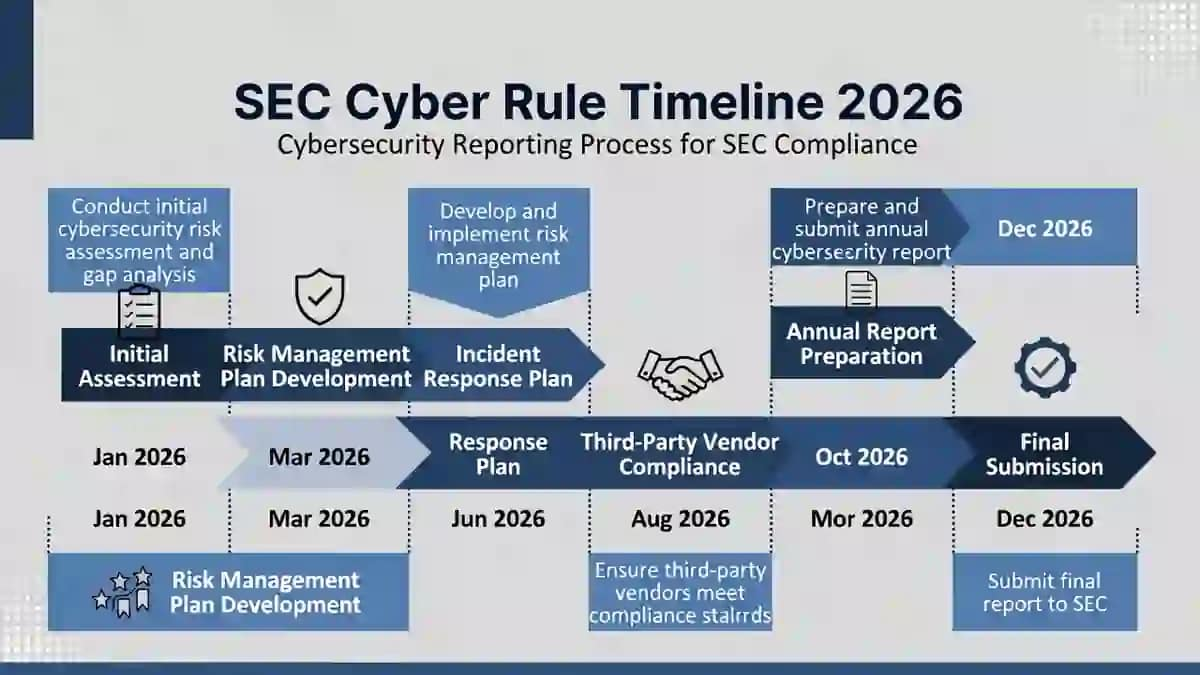 SEC Cyber Rule Timeline 2026
Cybersecurity Reporting Process for SEC Compliance
Conduct initial
cybersecurity risk
assessment and
gap analysis
Develop and
implement risk
management
plan
Prepare and
submit annual
cybersecrity report
Dec 2026
Initial
Assessment
Risk Management
Plan Development
Incident
Response Plan
Annual Report
Preparation
Jan 2026
Mar 2026
Response
Plan
Third-Party Vendor
Compliance
Oct 2026
Final
Submission
Jan 2026
Mar 2026
Jun 2026
Aug 2026
Mor 2026
Dec 2026
Risk Management
Plan Development
Ensure third-party
vendors meet
compliance stalrds
Submit final
report to SEC